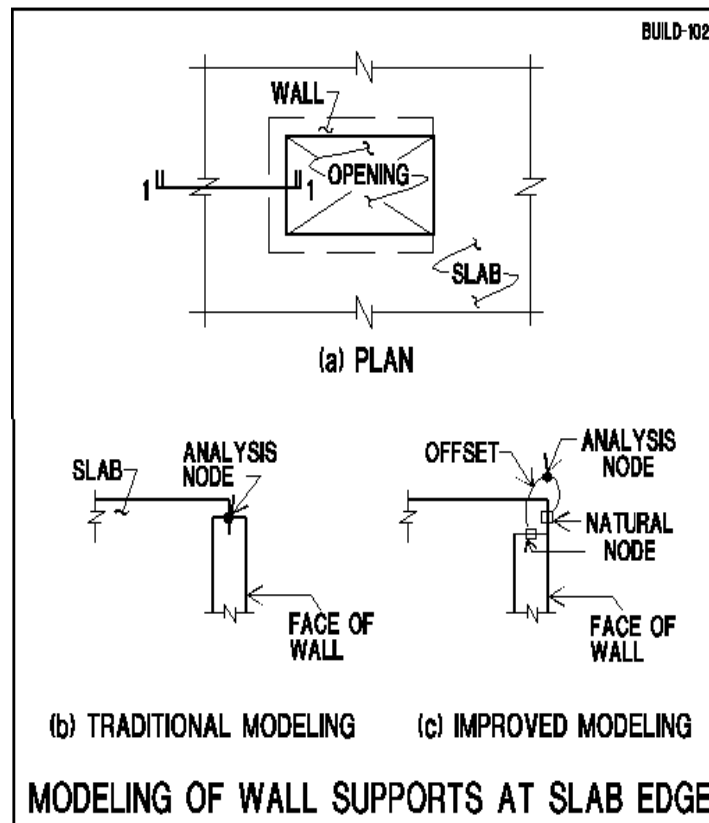 BUILD-102
WALL
1
1
OPENING
SLAB
(a) PLAN
SLAB
ANALYSIS
NODE
FACE OF
WALL
OFFSET
ANALYSIS
NODE
NATURAL
NODE
FACE OF
WALL
(b) TRADITIONAL MODELING
(c) IMPROVED MODELING
MODELING OF WALL SUPPORTS AT SLAB EDGE